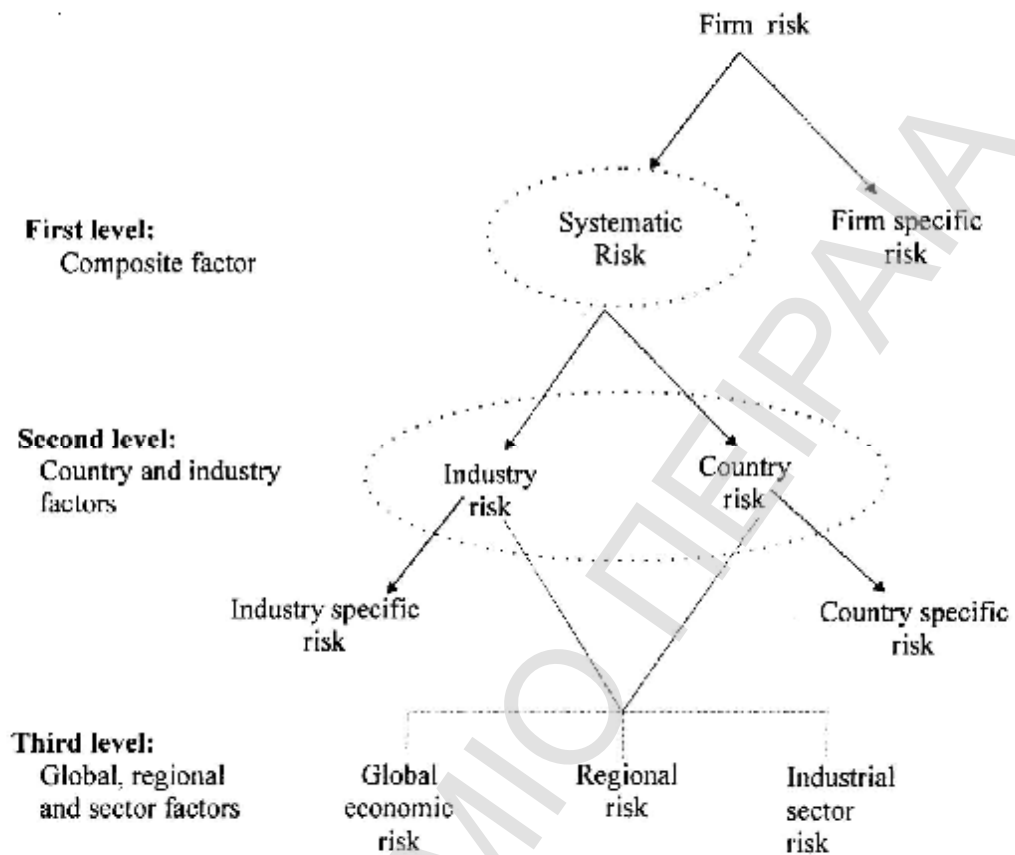 Firm risk
First level:
Composite factor
Systematic
Risk
Firm specific
risk
Second level:
Country and industry
factors
Industry
risk
Country
risk
Industry specific
risk
Country specific
risk
Third level:
Global, regional
and sector factors
Global
economic
risk
Regional
risk
Industrial
sector
risk
ΜΙΟ ΠΕΙΡΑΙΑ